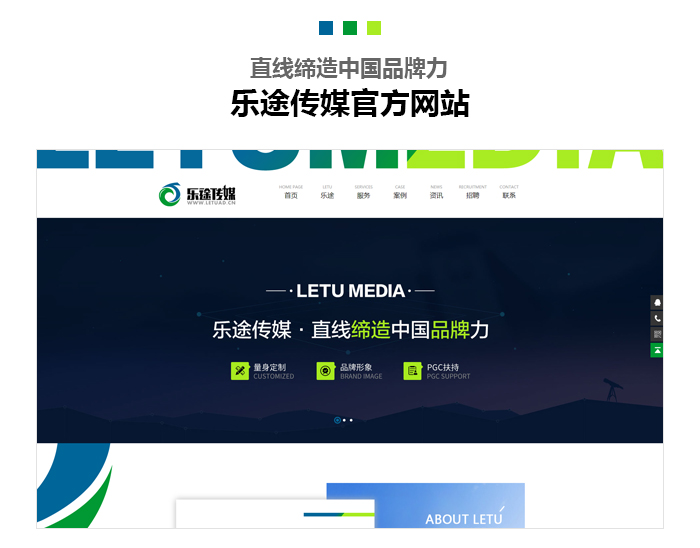 直线缔造中国品牌力
乐途传媒官方网站
LETUMEDIA
乐途传媒
WWW.LETUAD.CN
HOME PAGE LETU SERVICES CASE NEWS RECRUITMENT CONTACT
首页 乐途 服务 案例 资讯 招聘 联系
LETU MEDIA
乐途传媒 · 直线缔造中国品牌力
量身定制 品牌形象 PGC扶持
CUSTOMIZED BRAND IMAGE PGC SUPPORT
ABOUT LETU